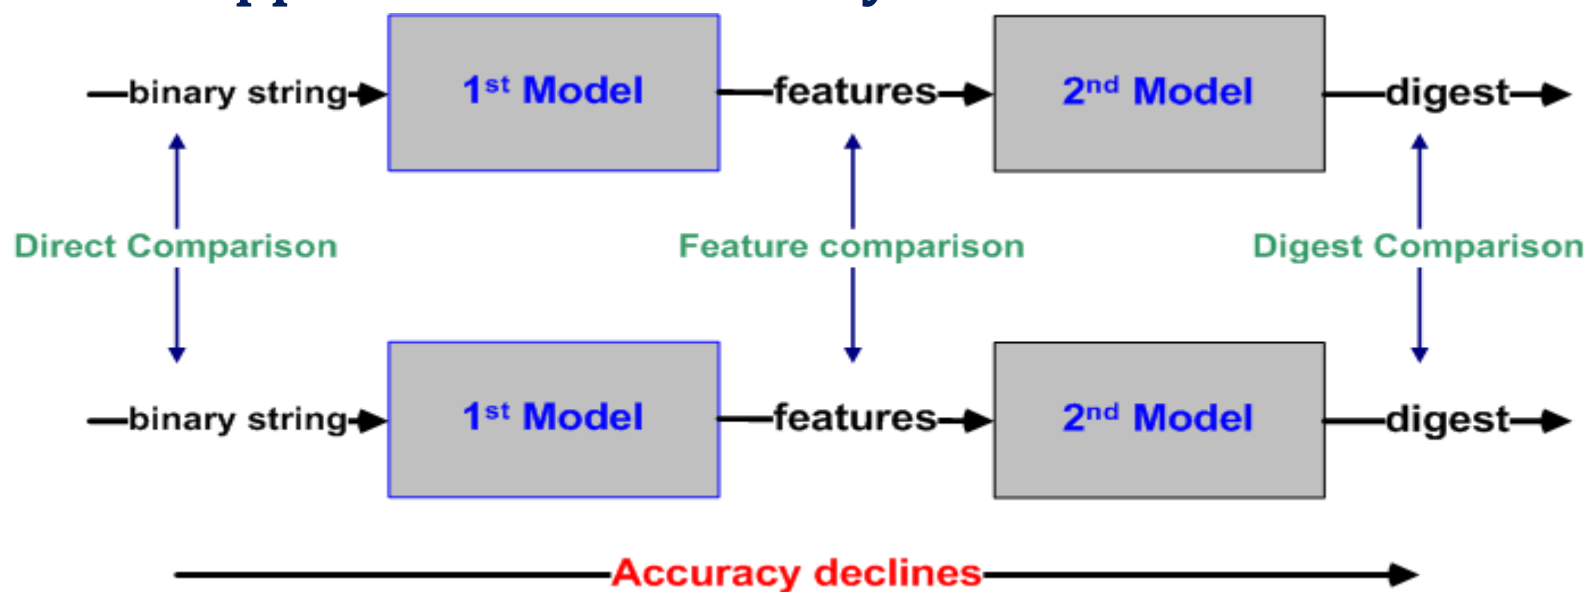 binary string 1st Model features 2nd Model digest
Direct Comparison Feature comparison Digest Comparison
binary string 1st Model features 2nd Model digest
Accuracy declines